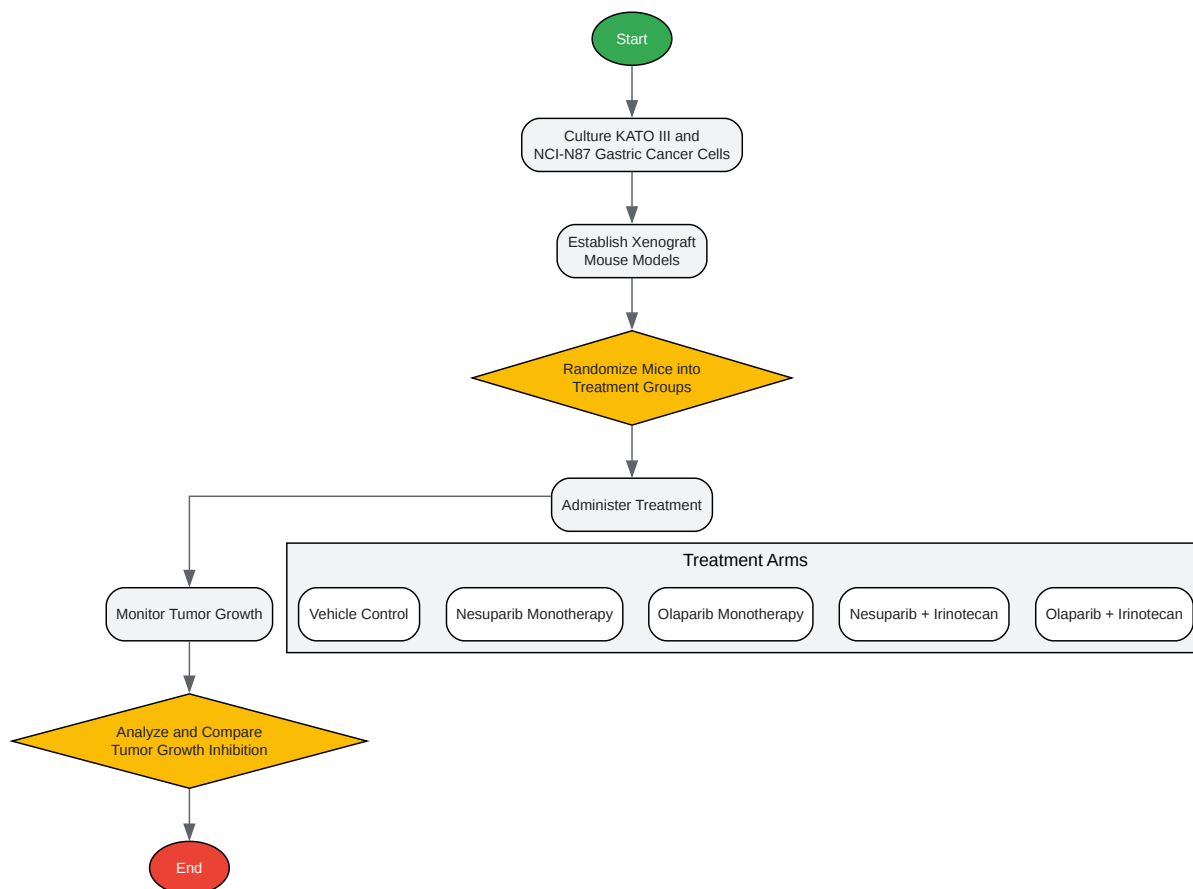 Start
Culture KATO III and
NCI-N87 Gastric Cancer Cells
Establish Xenograft
Mouse Models
Randomize Mice into
Treatment Groups
Administer Treatment
Treatment Arms
Monitor Tumor Growth
Vehicle Control
Nesuparib Monotherapy
Olaparib Monotherapy
Nesuparib + Irinotecan
Olaparib + Irinotecan
Analyze and Compare
Tumor Growth Inhibition
End